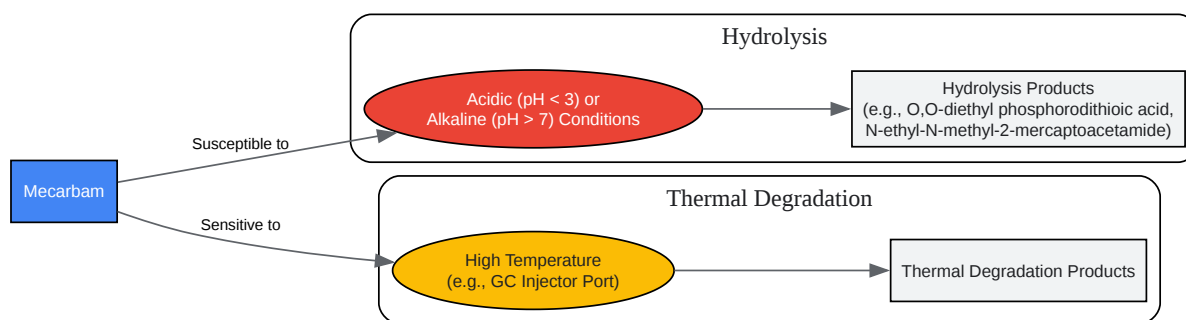 Hydrolysis
Acidic (pH < 3) or
Alkaline (pH > 7) Conditions
Hydrolysis Products
(e.g., O,O-diethyl phosphorodithioic acid,
N-ethyl-N-methyl-2-mercaptoacetamide)
Susceptible to
Mecarbam
Sensitive to
Thermal Degradation
High Temperature
(e.g., GC Injector Port)
Thermal Degradation Products